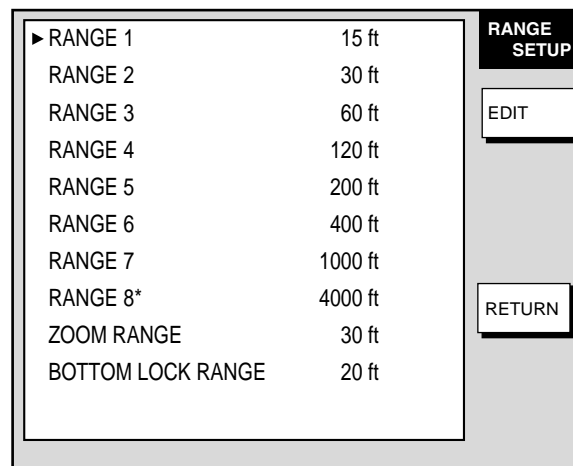 ▶RANGE 1 15 ft
RANGE 2 30 ft
RANGE 3 60 ft
RANGE 4 120 ft
RANGE 5 200 ft
RANGE 6 400 ft
RANGE 7 1000 ft
RANGE 8* 4000 ft
ZOOM RANGE 30 ft
BOTTOM LOCK RANGE 20 ft
RANGE
SETUP
EDIT
RETURN